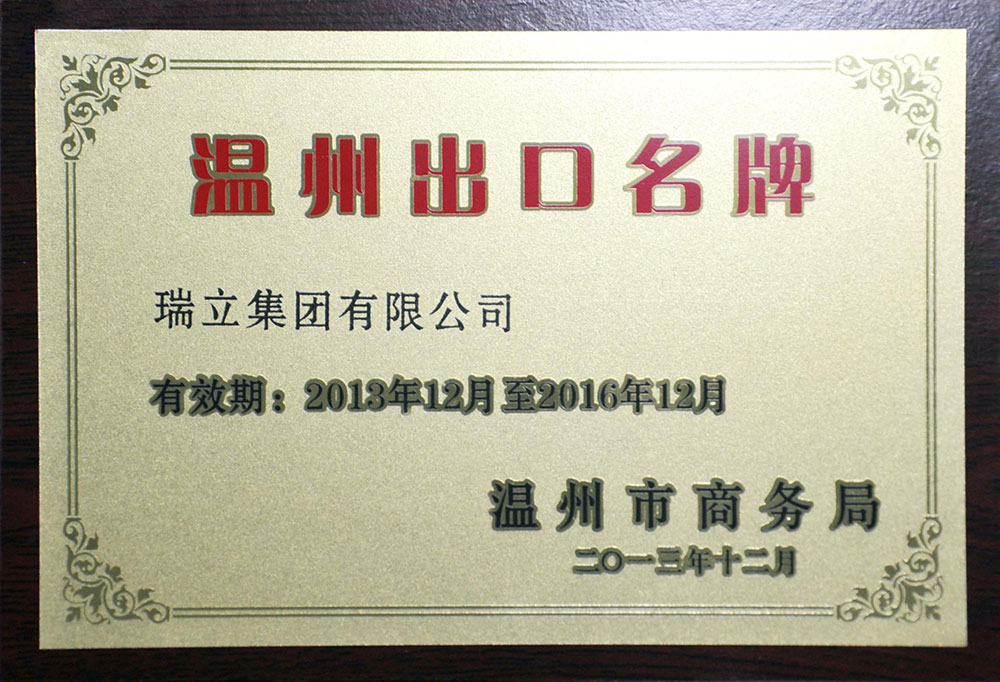 温州出口名牌
瑞立集团有限公司
有效期：2013年12月至2016年12月
温州市商务局
二〇一三年十二月